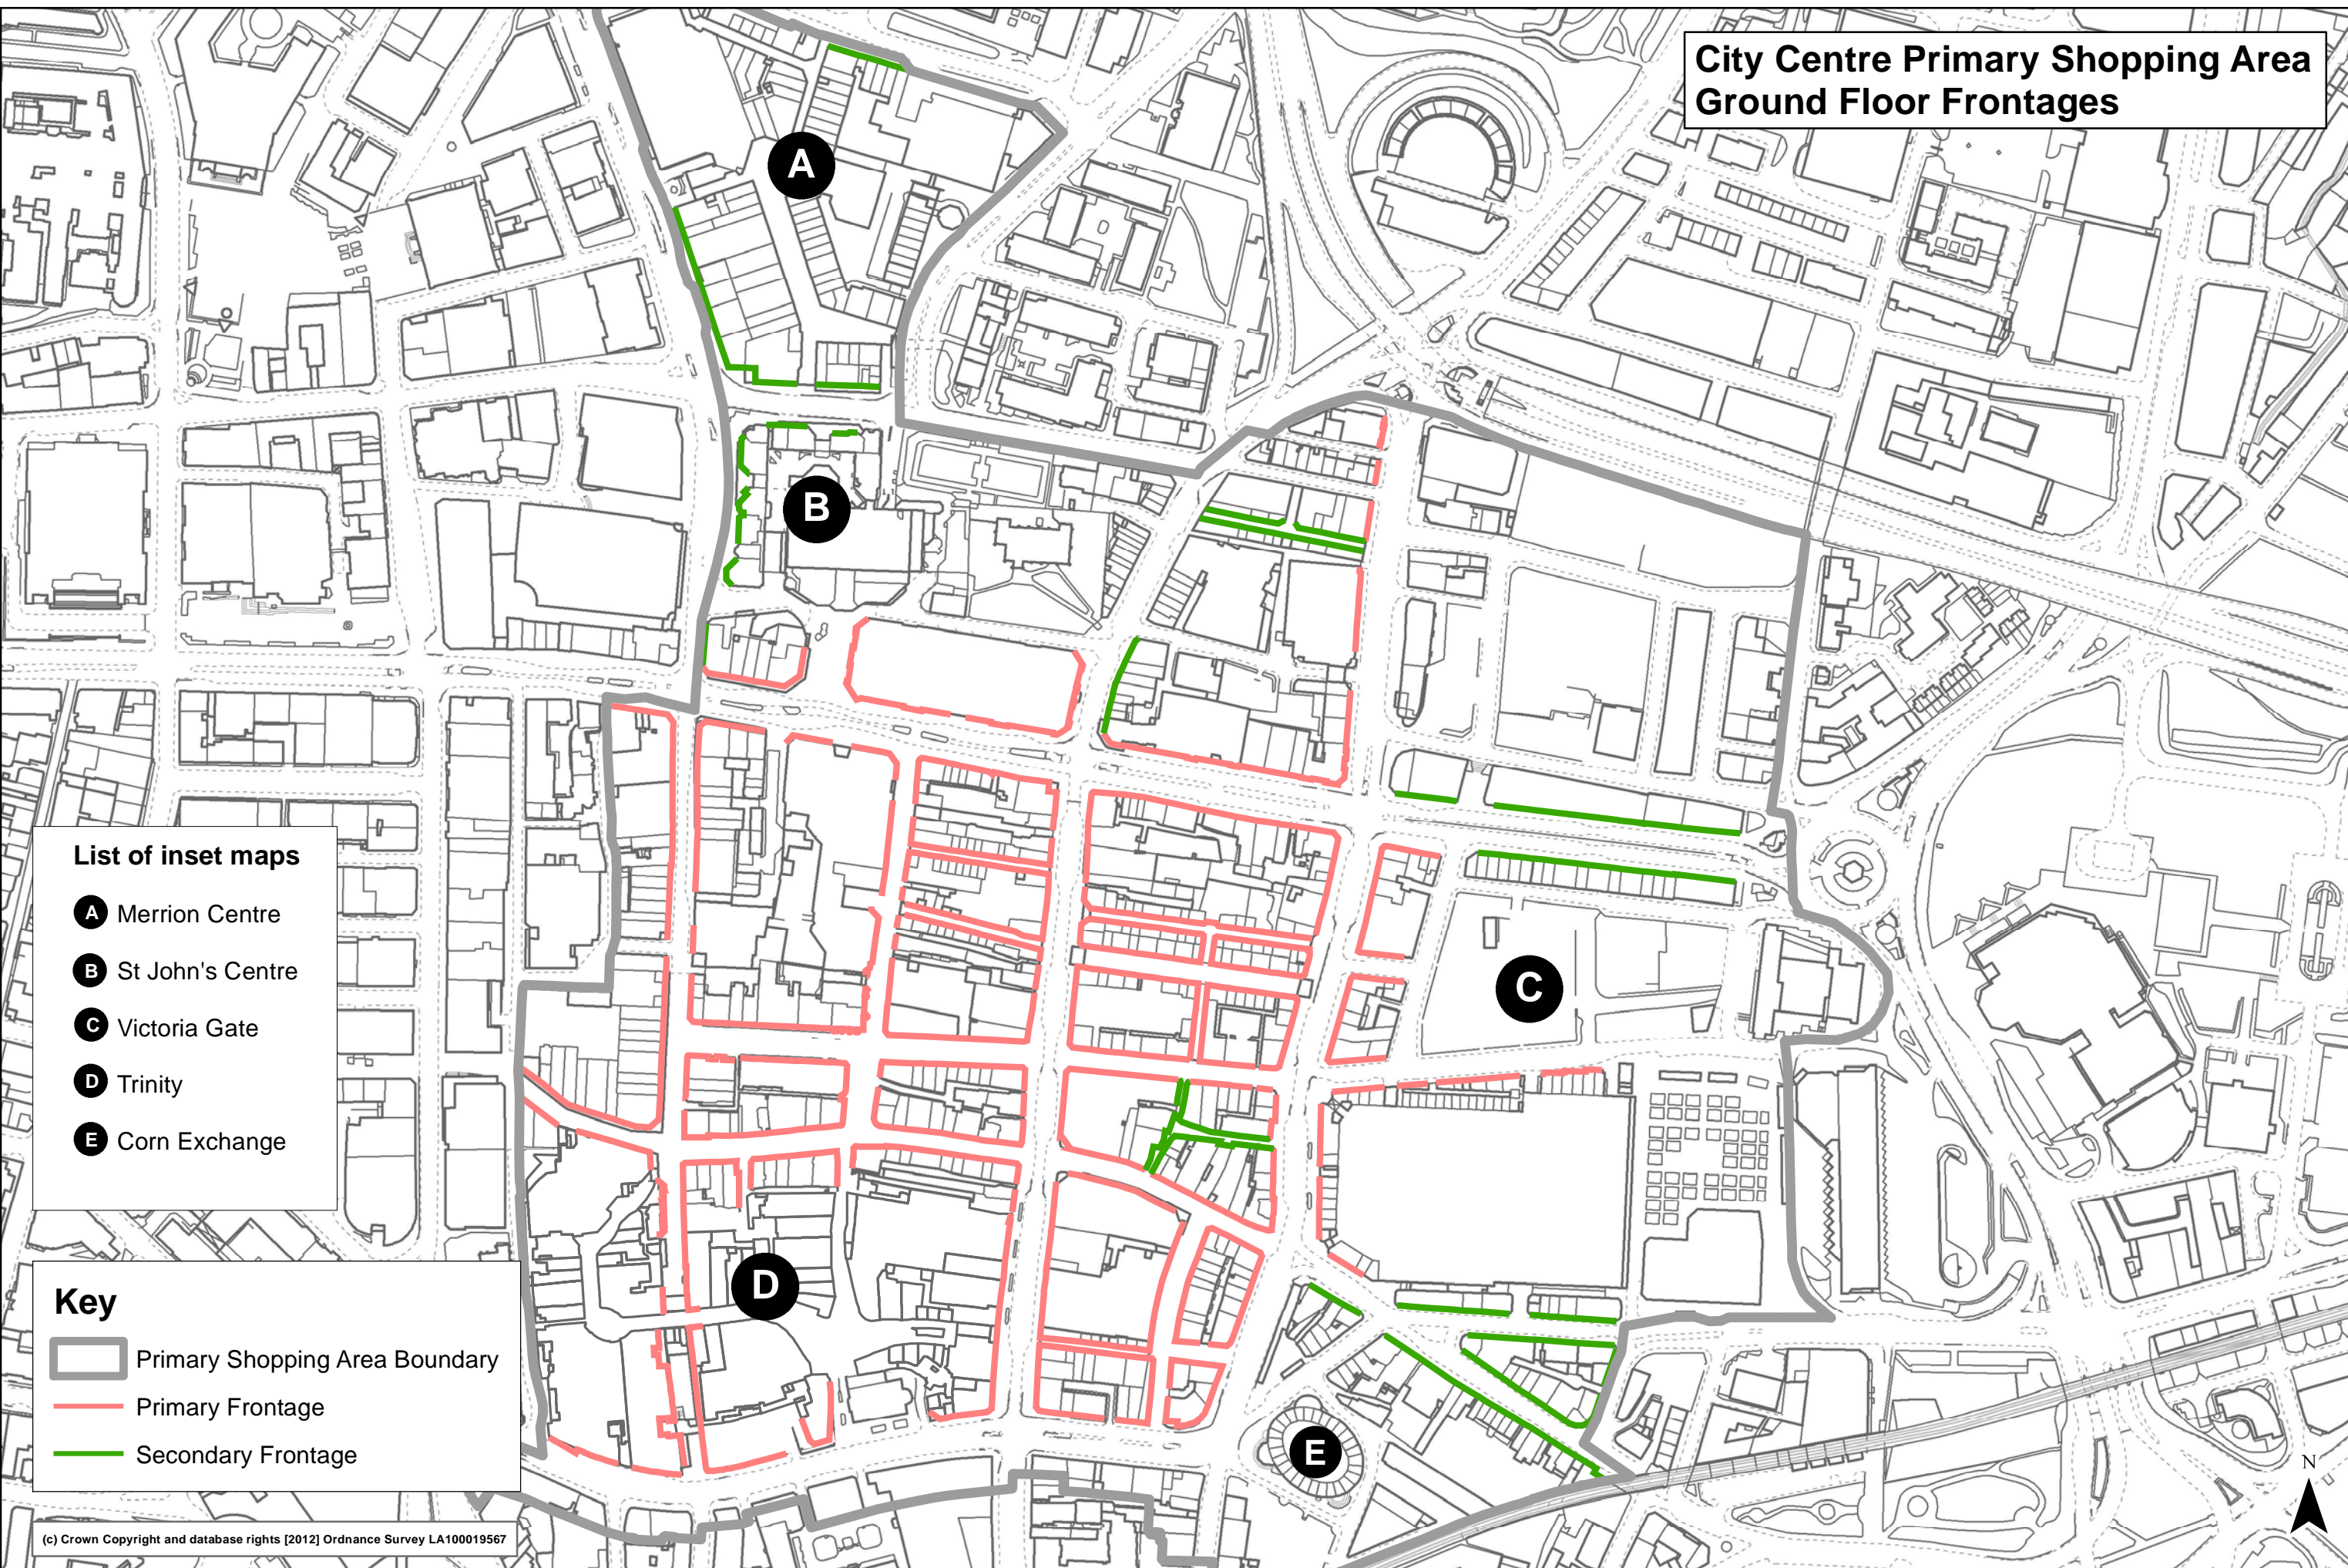 City Centre Primary Shopping Area
Ground Floor Frontages
A
B
C
D
E
List of inset maps
A Merrion Centre
B St John's Centre
C Victoria Gate
D Trinity
E Corn Exchange
Key
Primary Shopping Area Boundary
Primary Frontage
Secondary Frontage
(c) Crown Copyright and database rights [2012] Ordnance Survey LA100019567
N